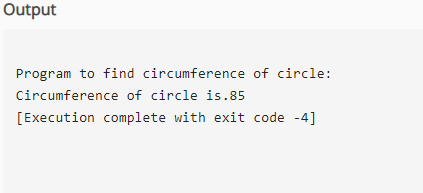 Output
Program to find circumference of circle:
Circumference of circle is.85
[Execution complete with exit code -4]